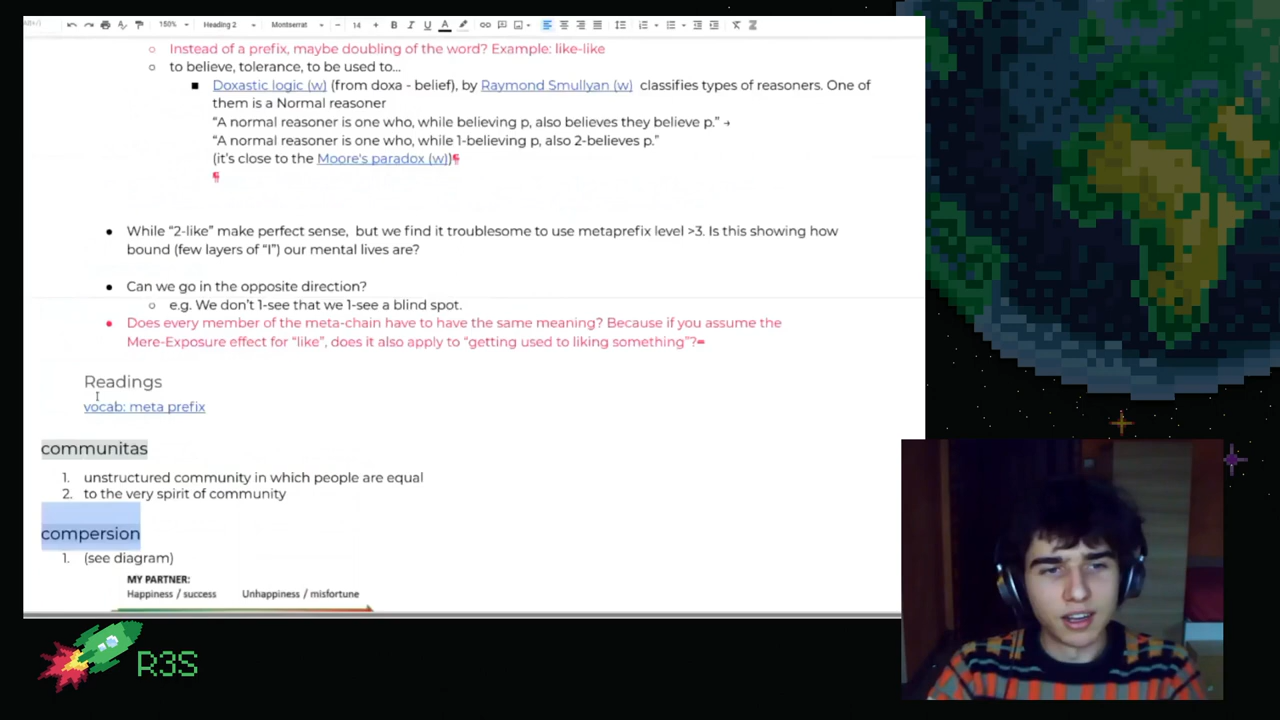 150% Heading 2 Montserrat 14 B I U A
Instead of a prefix, maybe doubling of the word? Example: like-like
to believe, tolerance, to be used to...
Doxastic logic (w) (from doxa - belief), by Raymond Smullyan (w) classifies types of reasoners. One of
them is a Normal reasoner
“A normal reasoner is one who, while believing p, also believes they believe p.” →
“A normal reasoner is one who, while 1-believing p, also 2-believes p.”
(it’s close to the Moore's paradox (w))¶
¶
While “2-like” make perfect sense, but we find it troublesome to use metaprefix level >3. Is this showing how
bound (few layers of “I”) our mental lives are?
Can we go in the opposite direction?
e.g. We don’t 1-see that we 1-see a blind spot.
Does every member of the meta-chain have to have the same meaning? Because if you assume the
Mere-Exposure effect for “like”, does it also apply to “getting used to liking something”?
Readings
vocab: meta prefix
communitas
1. unstructured community in which people are equal
2. to the very spirit of community
compersion
1. (see diagram)
MY PARTNER:
Happiness / success Unhappiness / misfortune
R3S